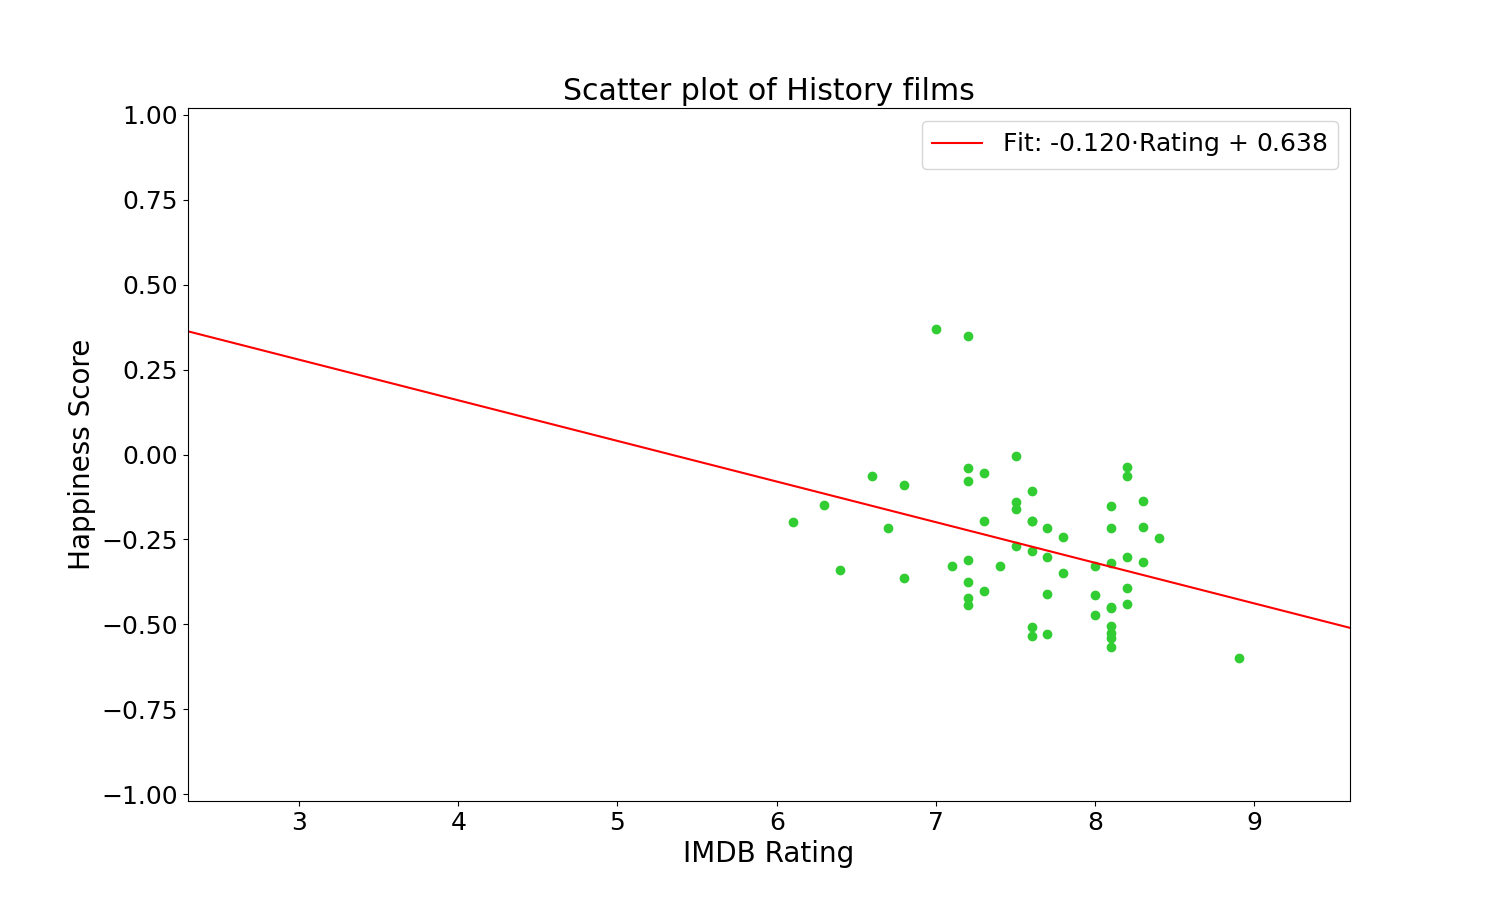 Scatter plot of History films
Fit: -0.120·Rating + 0.638
1.00
0.75
0.50
0.25
0.00
−0.25
−0.50
−0.75
−1.00
Happiness Score
3 4 5 6 7 8 9
IMDB Rating